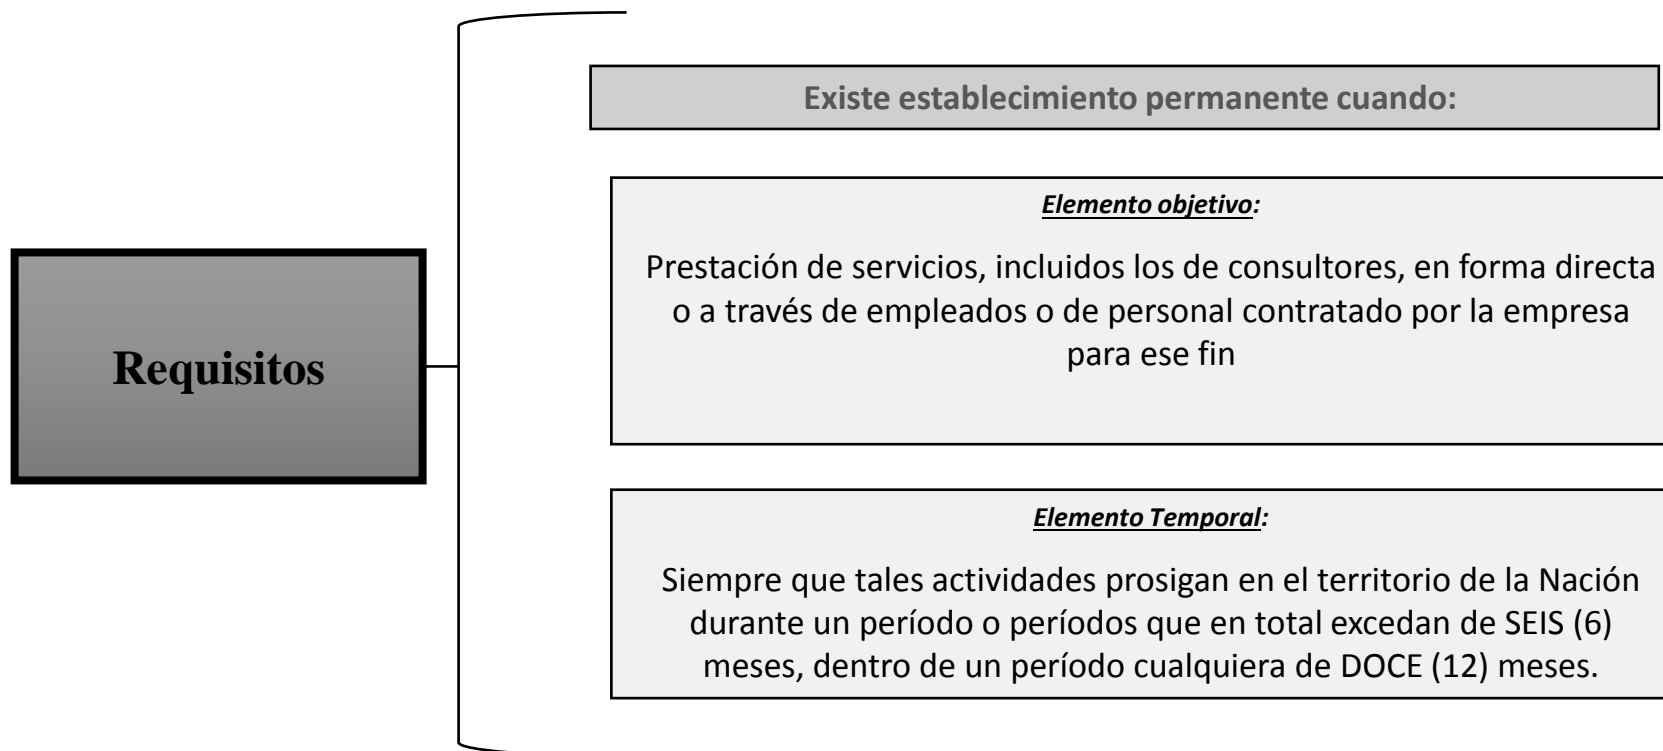 Requisitos
Existe establecimiento permanente cuando:
Elemento objetivo:
Prestación de servicios, incluidos los de consultores, en forma directa
o a través de empleados o de personal contratado por la empresa
para ese fin
Elemento Temporal:
Siempre que tales actividades prosigan en el territorio de la Nación
durante un período o períodos que en total excedan de SEIS (6)
meses, dentro de un período cualquiera de DOCE (12) meses.